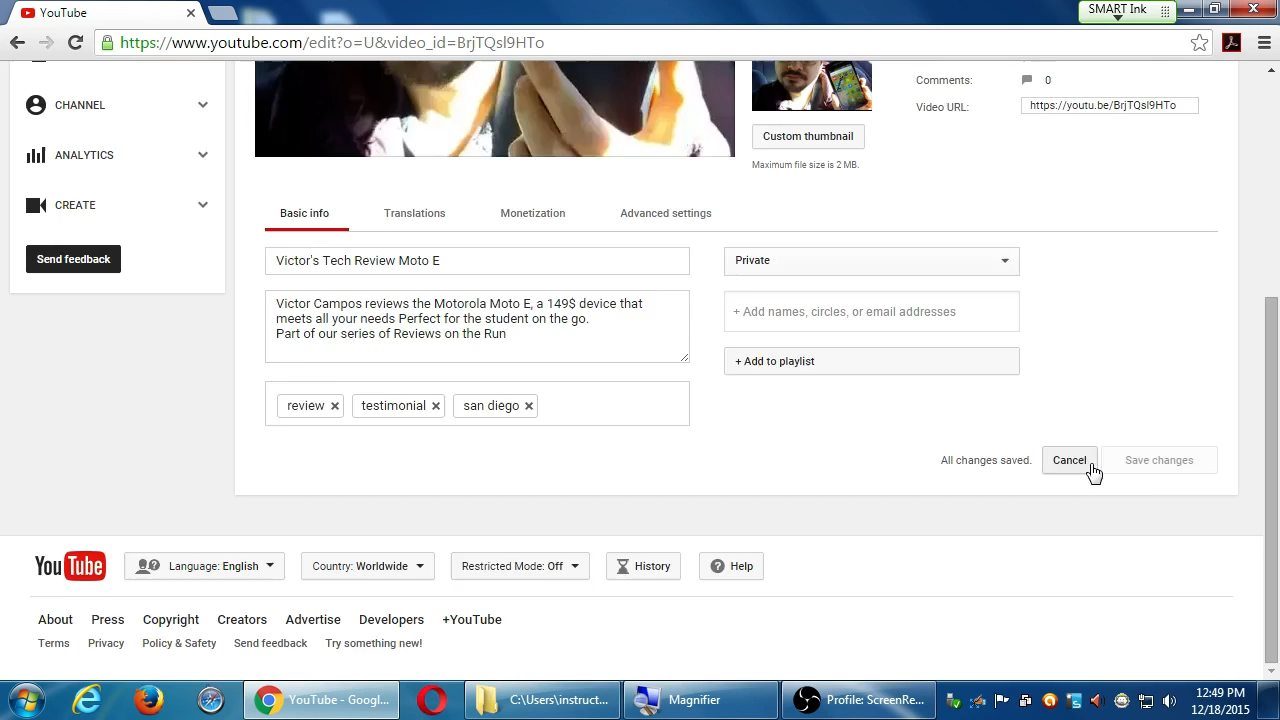 YouTube
SMART Ink
https://www.youtube.com/edit?o=U&video_id=BrjTQsl9HTo
CHANNEL
ANALYTICS
CREATE
Send feedback
Comments: 0
Video URL: https://youtu.be/BrjTQsl9HTo
Custom thumbnail
Maximum file size is 2 MB.
Basic info Translations Monetization Advanced settings
Victor's Tech Review Moto E
Private
Victor Campos reviews the Motorola Moto E, a 149$ device that
meets all your needs Perfect for the student on the go.
Part of our series of Reviews on the Run
+ Add names, circles, or email addresses
+ Add to playlist
review testimonial san diego
All changes saved. Cancel Save changes
YouTube Language: English Country: Worldwide Restricted Mode: Off History Help
About Press Copyright Creators Advertise Developers +YouTube
Terms Privacy Policy & Safety Send feedback Try something new!
YouTube - Googl... C:\Users\instruct... Magnifier Profile: ScreenRe...
12:49 PM
12/18/2015